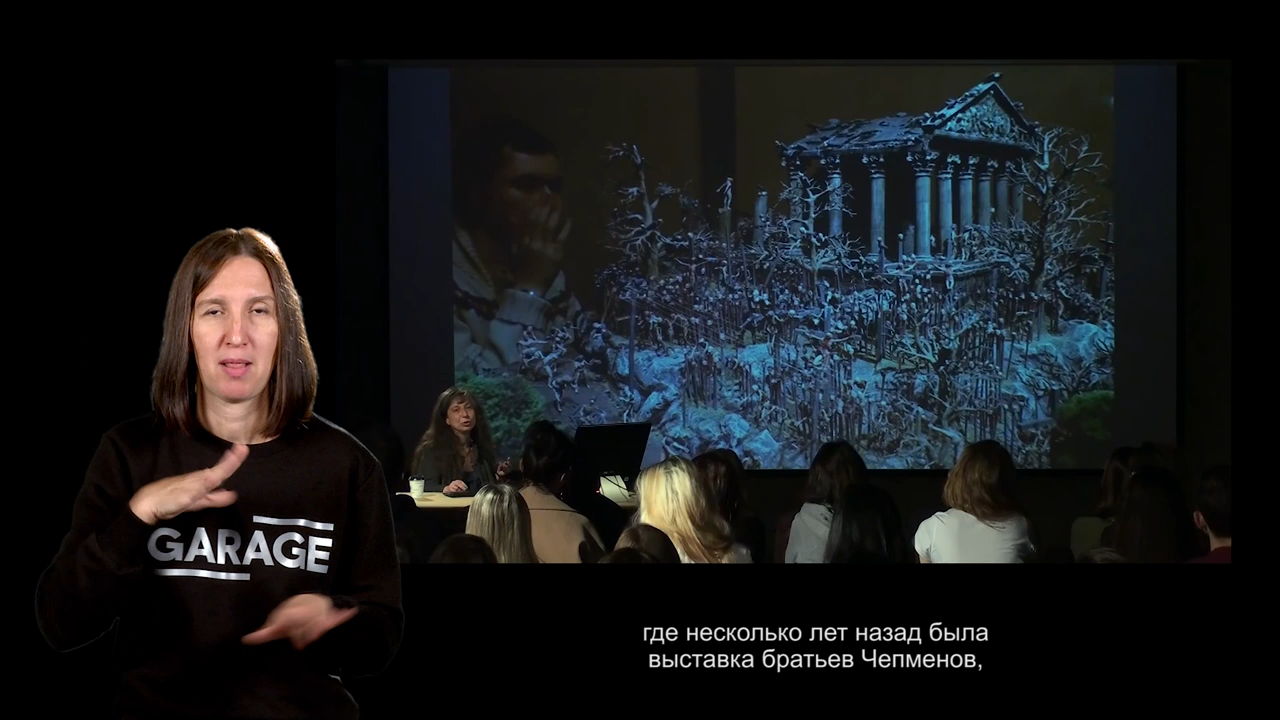 GARAGE
где несколько лет назад была
выставка братьев Чепменов,